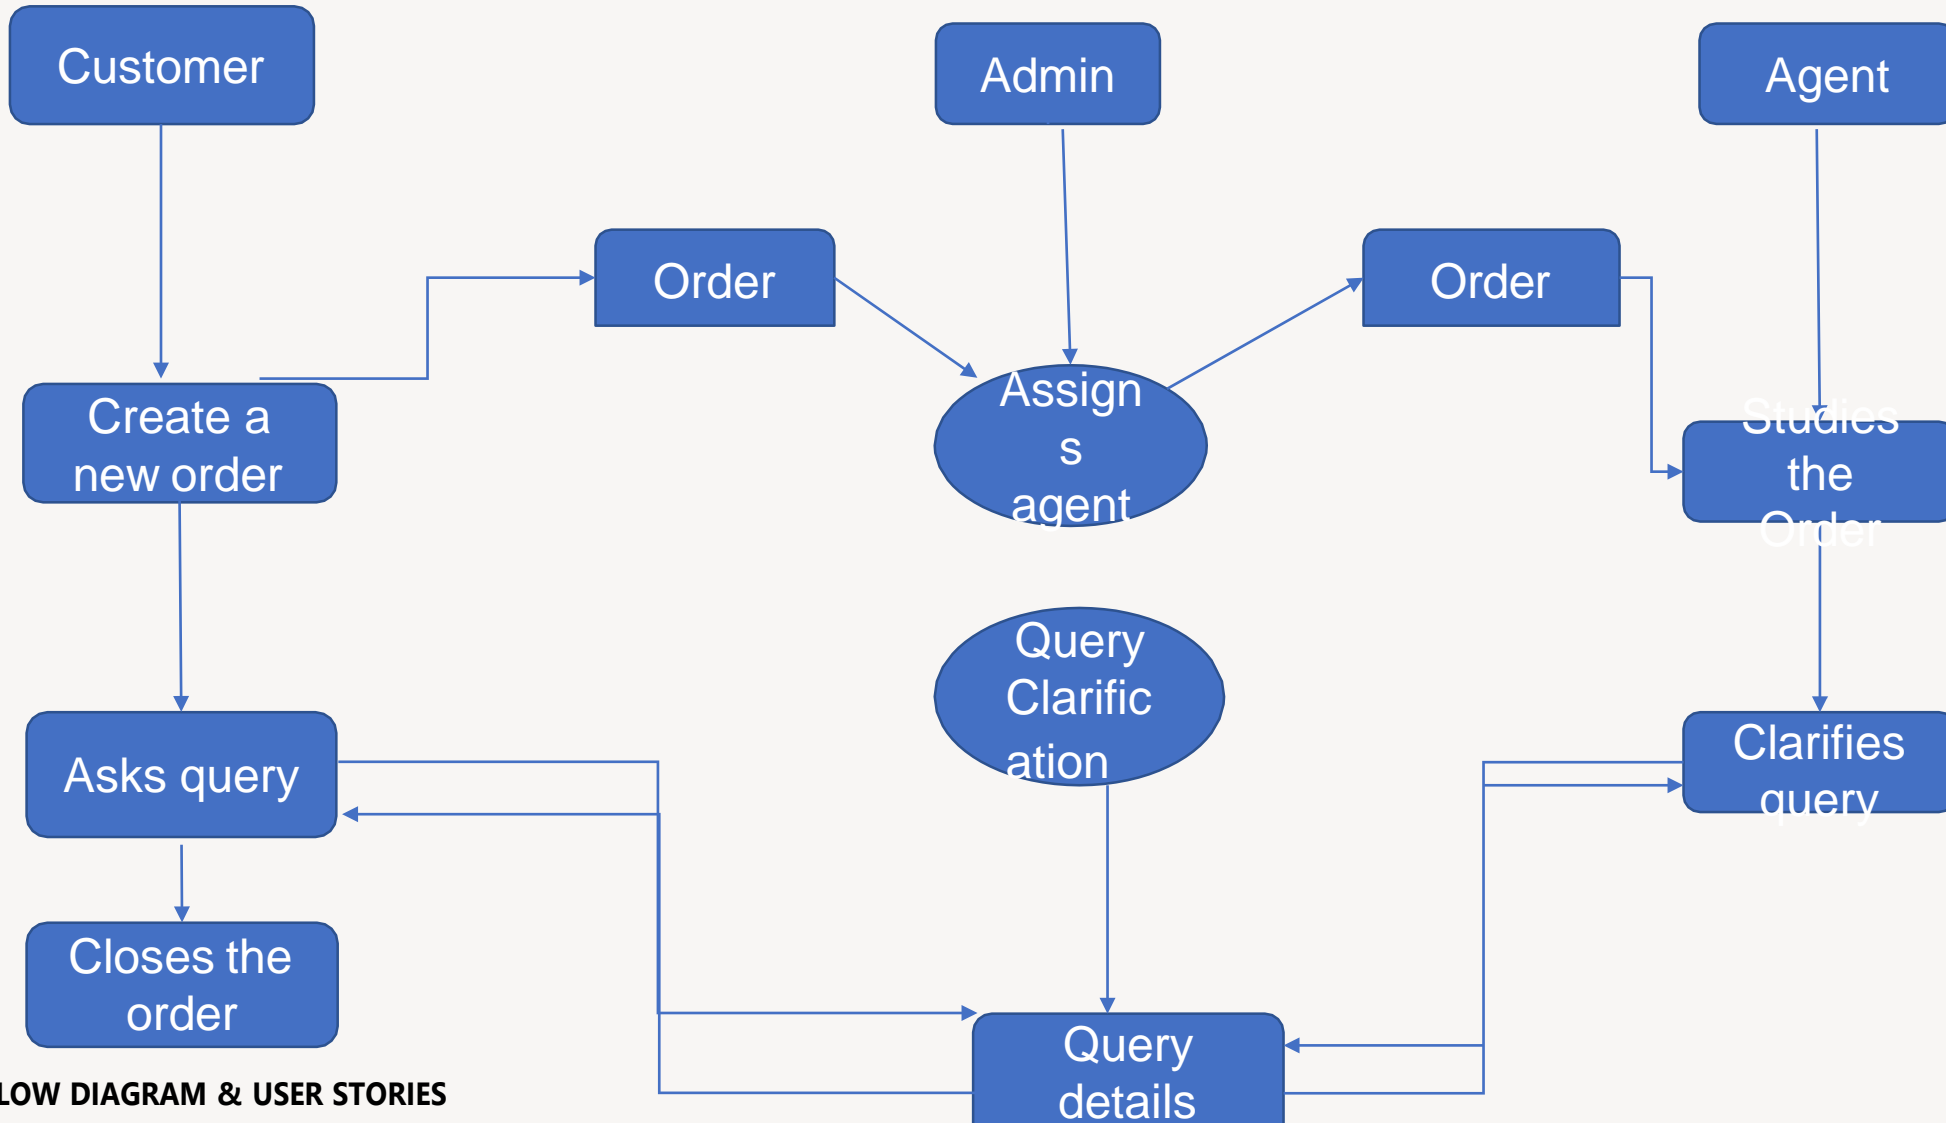 Customer
Admin
Agent
Order
Order
Create a
new order
Assign
s
agent
Studies
the
Order
Query
Clarific
ation
Asks query
Clarifies
query
Closes the
order
Query
details
LOW DIAGRAM & USER STORIES